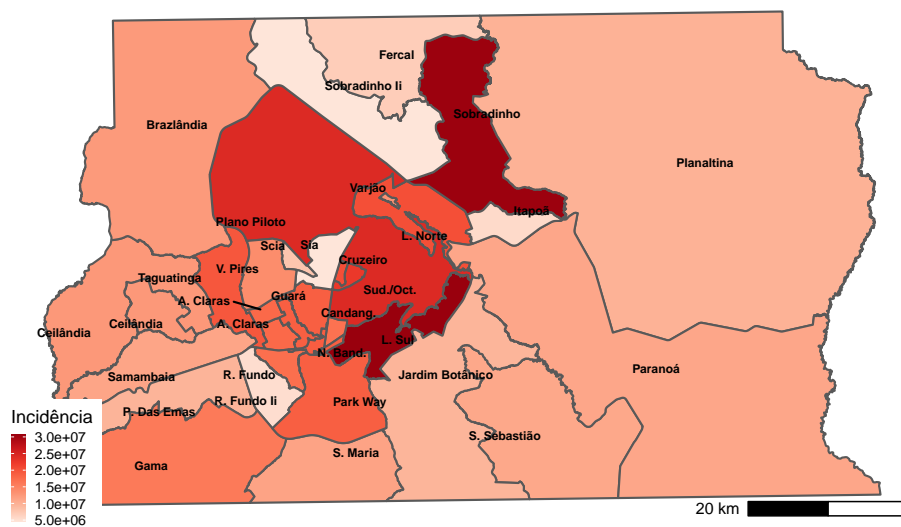 Fercal
Sobradinho Ii
Sobradinho
Brazlândia
Planaltina
Varjão
Itapoã
Plano Piloto
L. Norte
Scia
Sia
Cruzeiro
V. Pires
Taguatinga
Sud./Oct.
Guará
A. Claras
Candang.
Ceilândia
Ceilândia
A. Claras
L. Sul
N. Band.
R. Fundo
Samambaia
Jardim Botânico
Paranoá
R. Fundo Ii
Park Way
P. Das Emas
S. Sebastião
S. Maria
Gama
Incidência
3.0e+07
2.5e+07
2.0e+07
1.5e+07
1.0e+07
5.0e+06
20 km